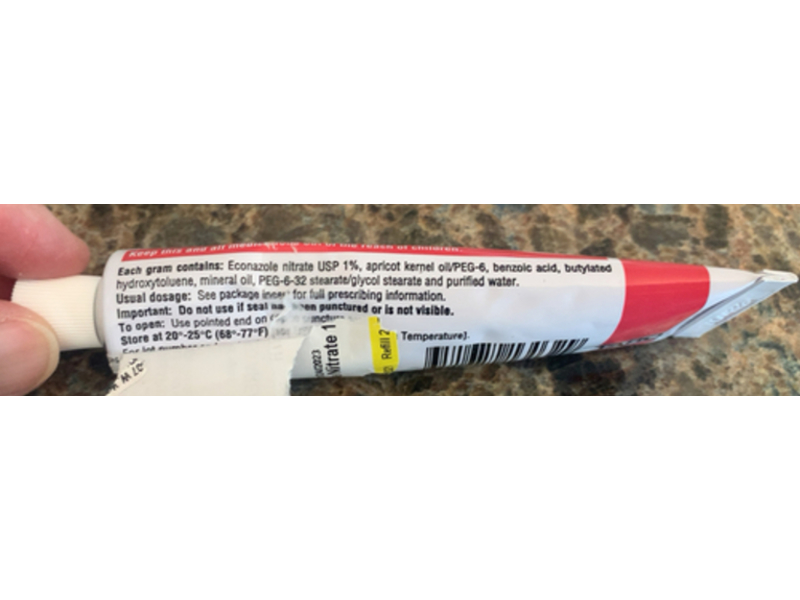 Keep this and all out of the reach of children.
Each gram contains: Econazole nitrate USP 1%, apricot kernel oil/PEG-6, benzoic acid, butylated
hydroxytoluene, mineral oil, PEG-6-32 stearate/glycol stearate and purified water.
Usual dosage: See package insert for full prescribing information.
Important: Do not use if seal punctured or is not visible.
To open: Use pointed end on
Store at 20°-25°C (68°-77°F) Temperature].
For lot number
Nitrate 1
Refill 2